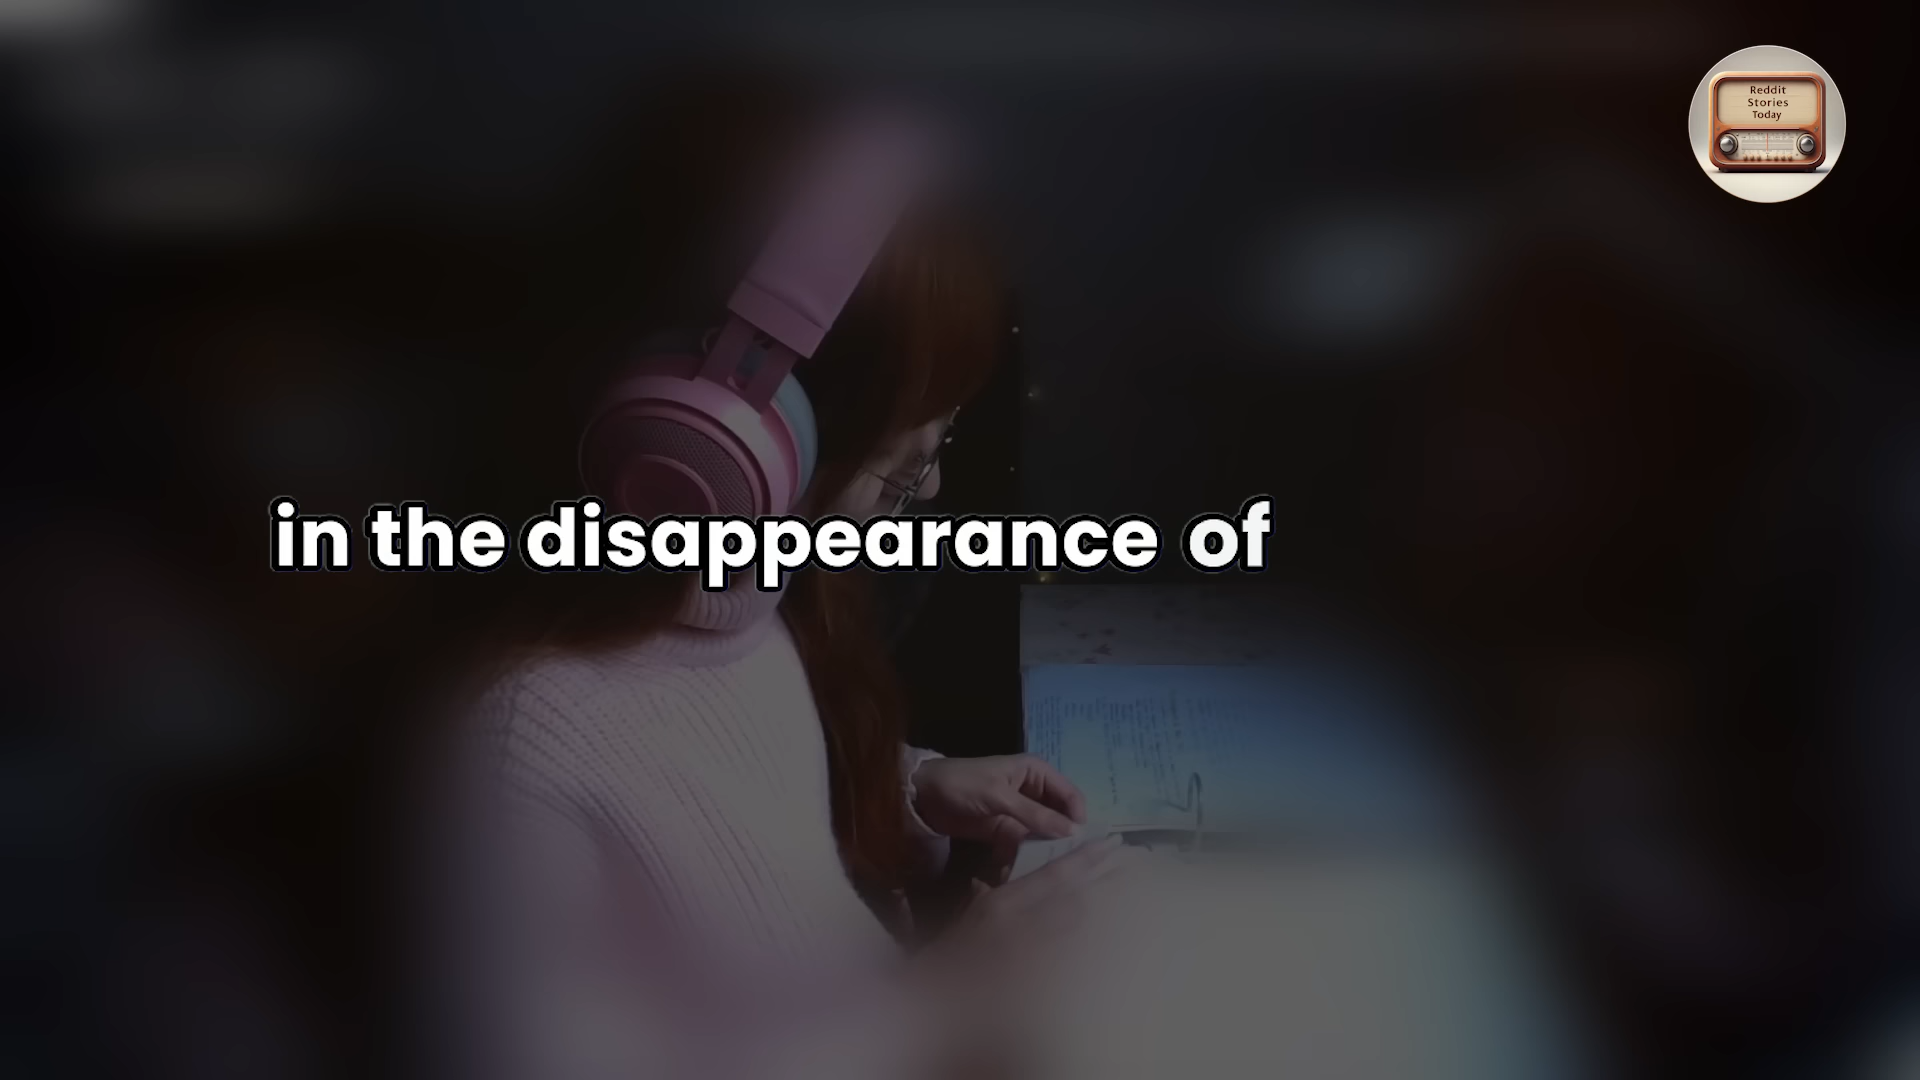 Reddit
Stories
Today
in the disappearance of